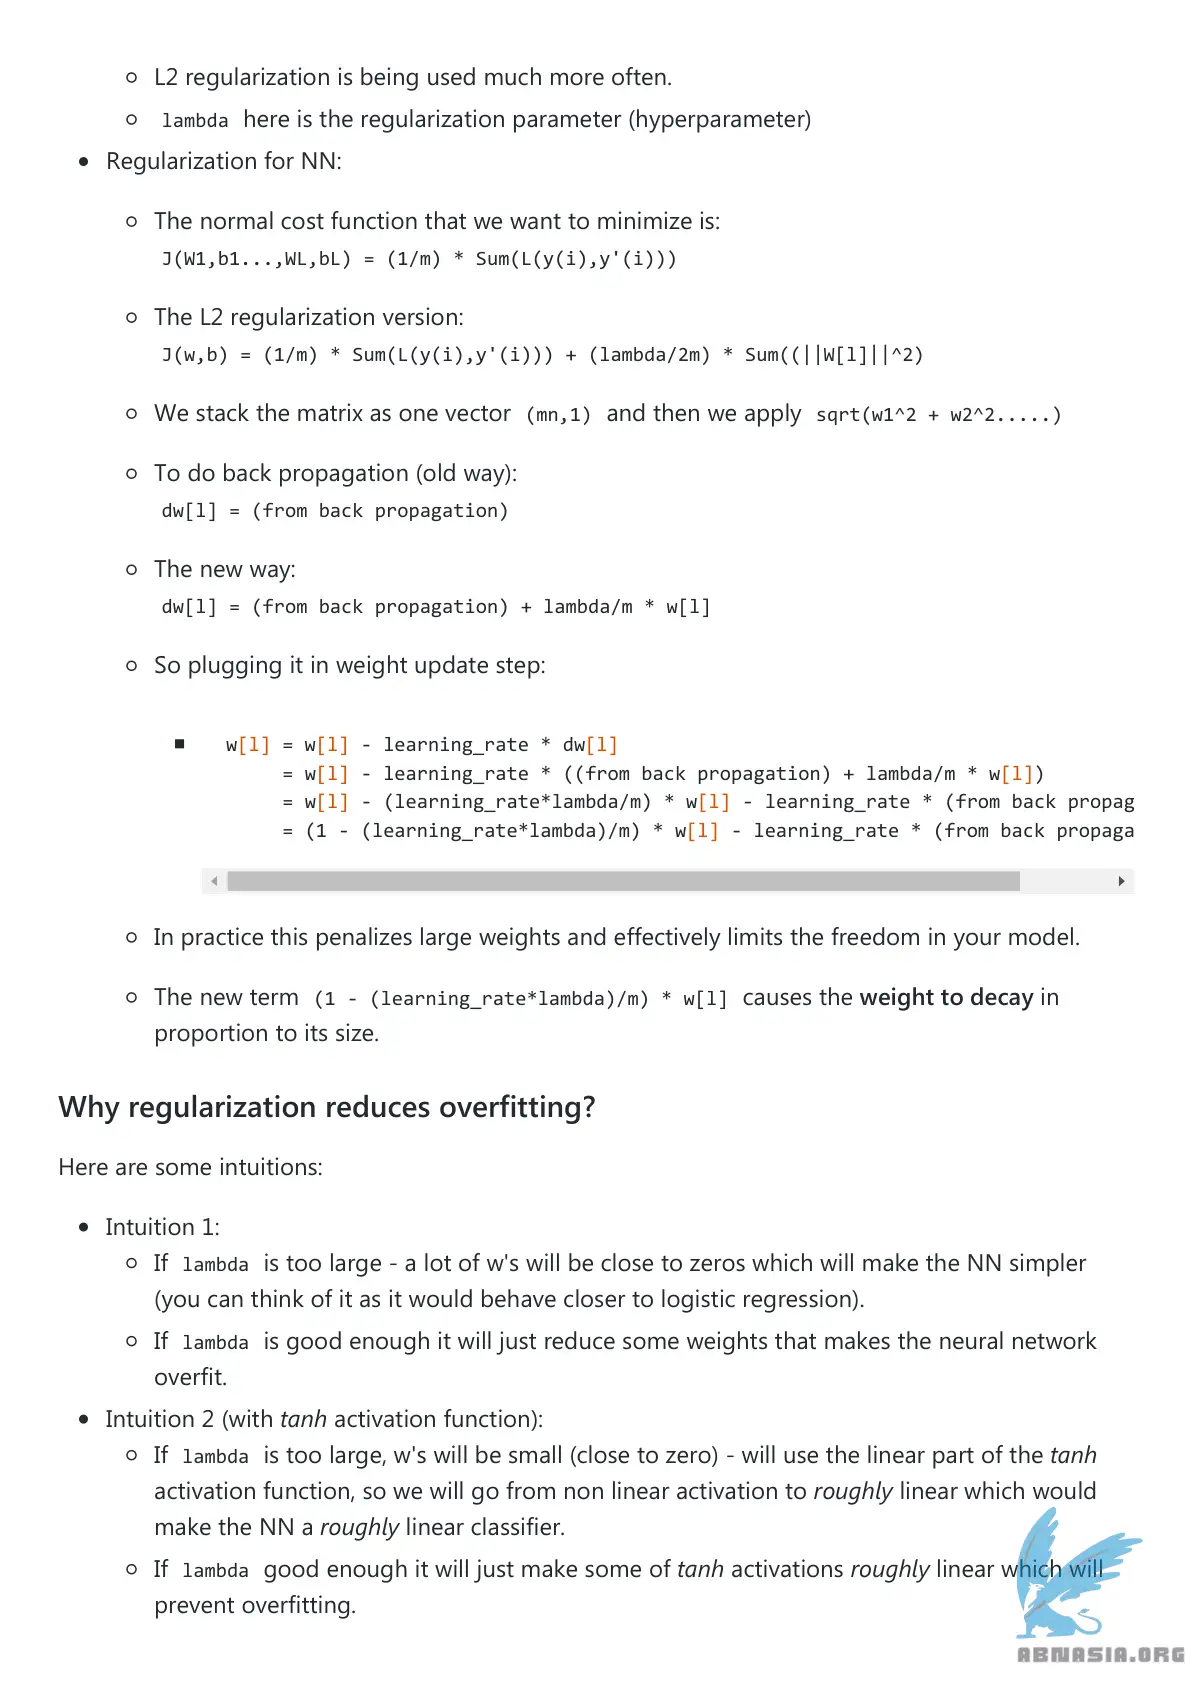 L2 regularization is being used much more often.
lambda here is the regularization parameter (hyperparameter)
Regularization for NN:
The normal cost function that we want to minimize is:
J(W1,b1...,WL,bL) = (1/m) * Sum(L(y(i),y'(i)))
The L2 regularization version:
J(w,b) = (1/m) * Sum(L(y(i),y'(i))) + (lambda/2m) * Sum((||W[l]||^2)
We stack the matrix as one vector (mn,1) and then we apply sqrt(w1^2 + w2^2.....)
To do back propagation (old way):
dw[l] = (from back propagation)
The new way:
dw[l] = (from back propagation) + lambda/m * w[l]
So plugging it in weight update step:
w[l] = w[l] - learning_rate * dw[l]
= w[l] - learning_rate * ((from back propagation) + lambda/m * w[l])
= w[l] - (learning_rate*lambda/m) * w[l] - learning_rate * (from back propag
= (1 - (learning_rate*lambda)/m) * w[l] - learning_rate * (from back propaga
In practice this penalizes large weights and effectively limits the freedom in your model.
The new term (1 - (learning_rate*lambda)/m) * w[l] causes the weight to decay in
proportion to its size.
Why regularization reduces overfitting?
Here are some intuitions:
Intuition 1:
If lambda is too large - a lot of w's will be close to zeros which will make the NN simpler
(you can think of it as it would behave closer to logistic regression).
If lambda is good enough it will just reduce some weights that makes the neural network
overfit.
Intuition 2 (with tanh activation function):
If lambda is too large, w's will be small (close to zero) - will use the linear part of the tanh
activation function, so we will go from non linear activation to roughly linear which would
make the NN a roughly linear classifier.
If lambda good enough it will just make some of tanh activations roughly linear which will
prevent overfitting.
ABNASIA.ORG